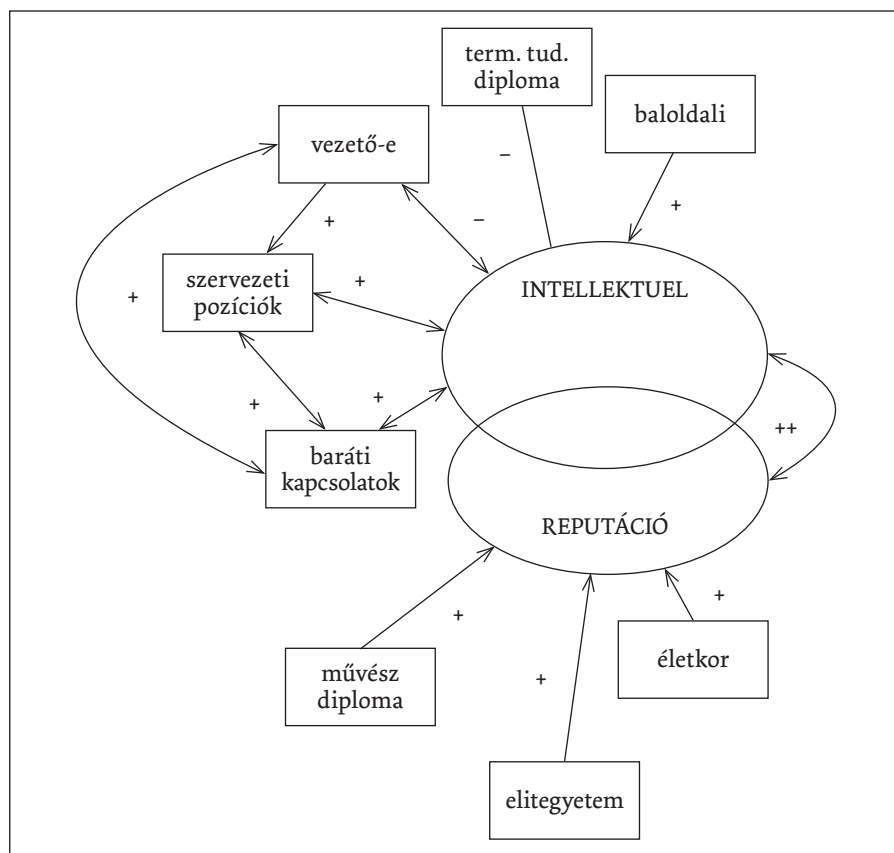 term. tud.
diploma
baloldali
vezető-e
–
+
+
–
szervezeti
pozíciók
+
INTELLEKTUEL
+
+
+
++
baráti
kapcsolatok
REPUTÁCIÓ
+
+
művész
diploma
életkor
+
elitegyetem